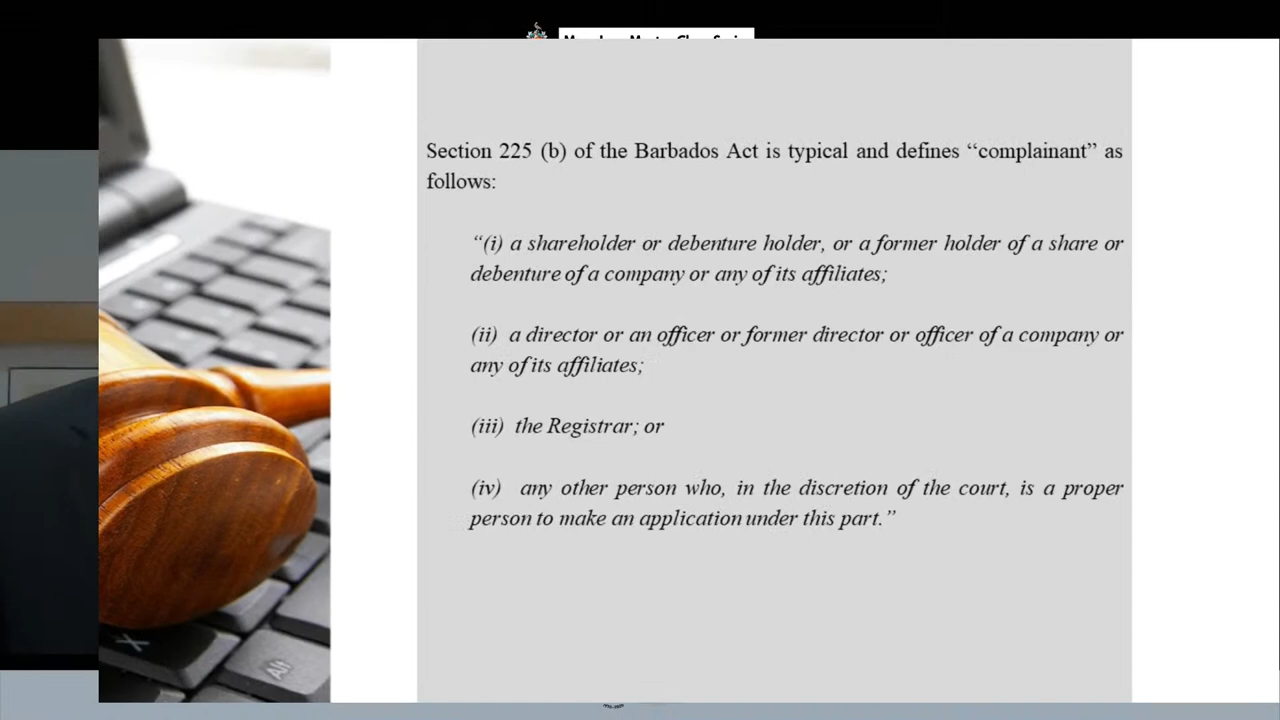 Section 225 (b) of the Barbados Act is typical and defines “complainant” as
follows:
“(i) a shareholder or debenture holder, or a former holder of a share or
debenture of a company or any of its affiliates;
(ii) a director or an officer or former director or officer of a company or
any of its affiliates;
(iii) the Registrar; or
(iv) any other person who, in the discretion of the court, is a proper
person to make an application under this part.”
X
Alt